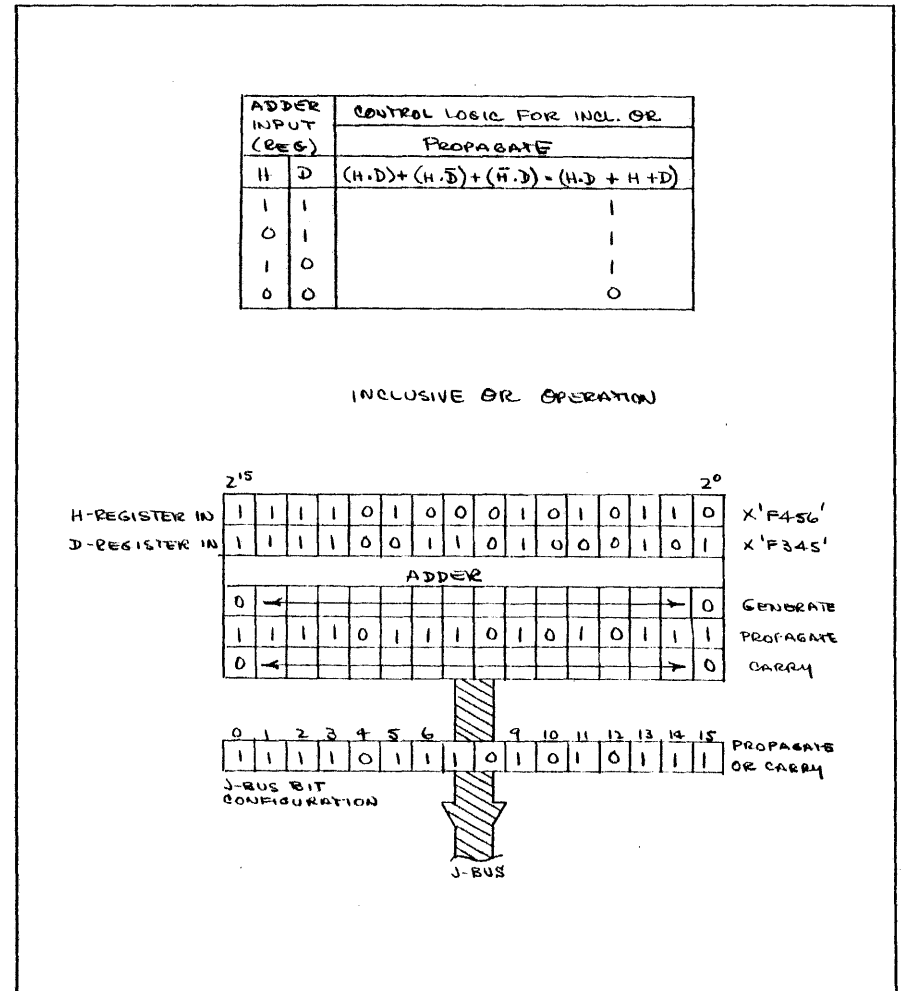 ADDER INPUT (REG)
CONTROL LOGIC FOR INCL. OR
PROPAGATE
H D (H·D)+(H·D̄)+(H̄·D) = (H·D + H + D)
1 1 1
0 1 1
1 0 1
0 0 0
INCLUSIVE OR OPERATION
2¹⁵ 2⁰
H-REGISTER IN 1 1 1 1 0 1 0 0 0 1 0 1 0 1 1 0 X'F456'
D-REGISTER IN 1 1 1 1 0 0 1 1 0 1 0 0 0 1 0 1 X'F345'
ADDER
0 0 GENERATE
1 1 1 1 0 1 1 1 0 1 0 1 0 1 1 1 PROPAGATE
0 0 CARRY
0 1 2 3 4 5 6 9 10 11 12 13 14 15
1 1 1 1 0 1 1 1 0 1 0 1 0 1 1 1 PROPAGATE
OR CARRY
J-BUS BIT
CONFIGURATION
J-BUS